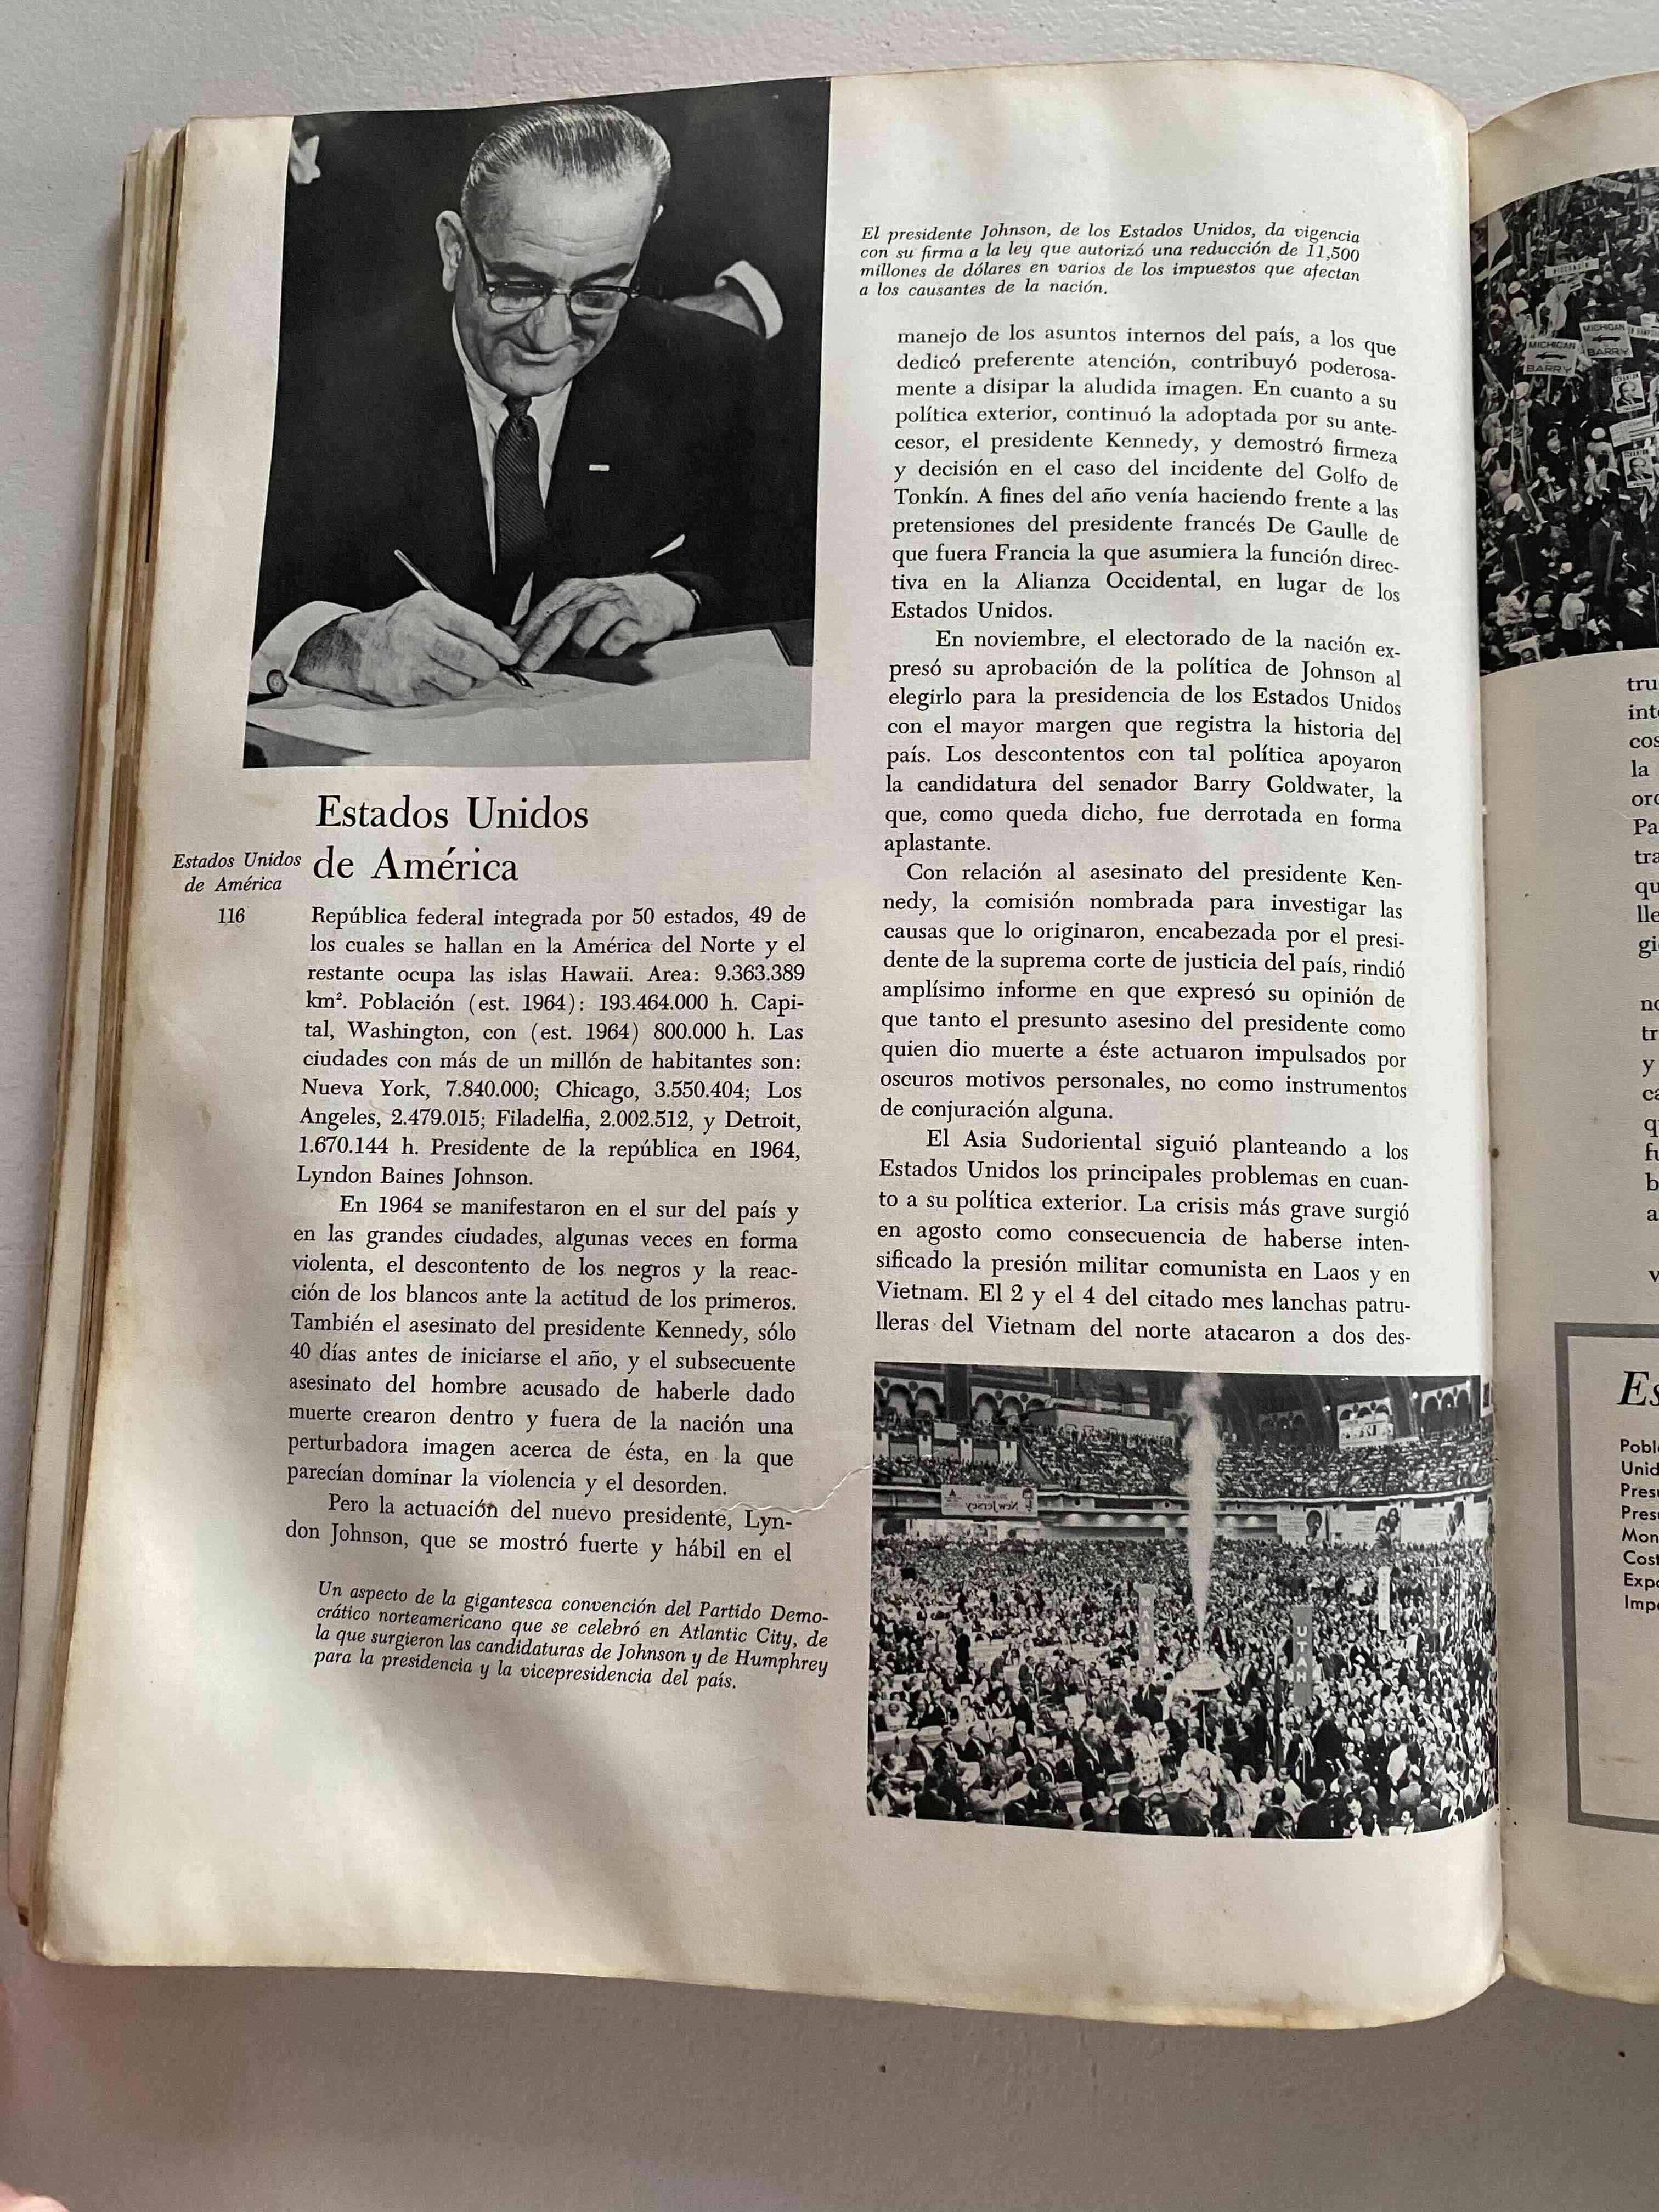 El presidente Johnson, de los Estados Unidos, da vigencia
con su firma a la ley que autorizó una reducción de 11,500
millones de dólares en varios de los impuestos que afectan
a los causantes de la nación.
Estados Unidos
de América
Estados Unidos
de América
116
República federal integrada por 50 estados, 49 de
los cuales se hallan en la América del Norte y el
restante ocupa las islas Hawaii. Area: 9.363.389
km². Población (est. 1964): 193.464.000 h. Capi-
tal, Washington, con (est. 1964) 800.000 h. Las
ciudades con más de un millón de habitantes son:
Nueva York, 7.840.000; Chicago, 3.550.404; Los
Angeles, 2.479.015; Filadelfia, 2.002.512, y Detroit,
1.670.144 h. Presidente de la república en 1964,
Lyndon Baines Johnson.
En 1964 se manifestaron en el sur del país y
en las grandes ciudades, algunas veces en forma
violenta, el descontento de los negros y la reac-
ción de los blancos ante la actitud de los primeros.
También el asesinato del presidente Kennedy, sólo
40 días antes de iniciarse el año, y el subsecuente
asesinato del hombre acusado de haberle dado
muerte crearon dentro y fuera de la nación una
perturbadora imagen acerca de ésta, en la que
parecían dominar la violencia y el desorden.
Pero la actuación del nuevo presidente, Lyn-
don Johnson, que se mostró fuerte y hábil en el
Un aspecto de la gigantesca convención del Partido Demo-
crático norteamericano que se celebró en Atlantic City, de
la que surgieron las candidaturas de Johnson y de Humphrey
para la presidencia y la vicepresidencia del país.
manejo de los asuntos internos del país, a los que
dedicó preferente atención, contribuyó poderosa-
mente a disipar la aludida imagen. En cuanto a su
política exterior, continuó la adoptada por su ante-
cesor, el presidente Kennedy, y demostró firmeza
y decisión en el caso del incidente del Golfo de
Tonkín. A fines del año venía haciendo frente a las
pretensiones del presidente francés De Gaulle de
que fuera Francia la que asumiera la función direc-
tiva en la Alianza Occidental, en lugar de los
Estados Unidos.
En noviembre, el electorado de la nación ex-
presó su aprobación de la política de Johnson al
elegirlo para la presidencia de los Estados Unidos
con el mayor margen que registra la historia del
país. Los descontentos con tal política apoyaron
la candidatura del senador Barry Goldwater, la
que, como queda dicho, fue derrotada en forma
aplastante.
Con relación al asesinato del presidente Ken-
nedy, la comisión nombrada para investigar las
causas que lo originaron, encabezada por el presi-
dente de la suprema corte de justicia del país, rindió
amplísimo informe en que expresó su opinión de
que tanto el presunto asesino del presidente como
quien dio muerte a éste actuaron impulsados por
oscuros motivos personales, no como instrumentos
de conjuración alguna.
El Asia Sudoriental siguió planteando a los
Estados Unidos los principales problemas en cuan-
to a su política exterior. La crisis más grave surgió
en agosto como consecuencia de haberse inten-
sificado la presión militar comunista en Laos y en
Vietnam. El 2 y el 4 del citado mes lanchas patru-
lleras del Vietnam del norte atacaron a dos des-
New Jersey
UTAH
MICHIGAN
BARRY
MICHIGAN
BARRY
tru
int
cos
la
Pa
tra
qu
lle
no
tr
y
Es
Pobl
Unid
Pres
Pres
Mon
Cost
Expo
Impo